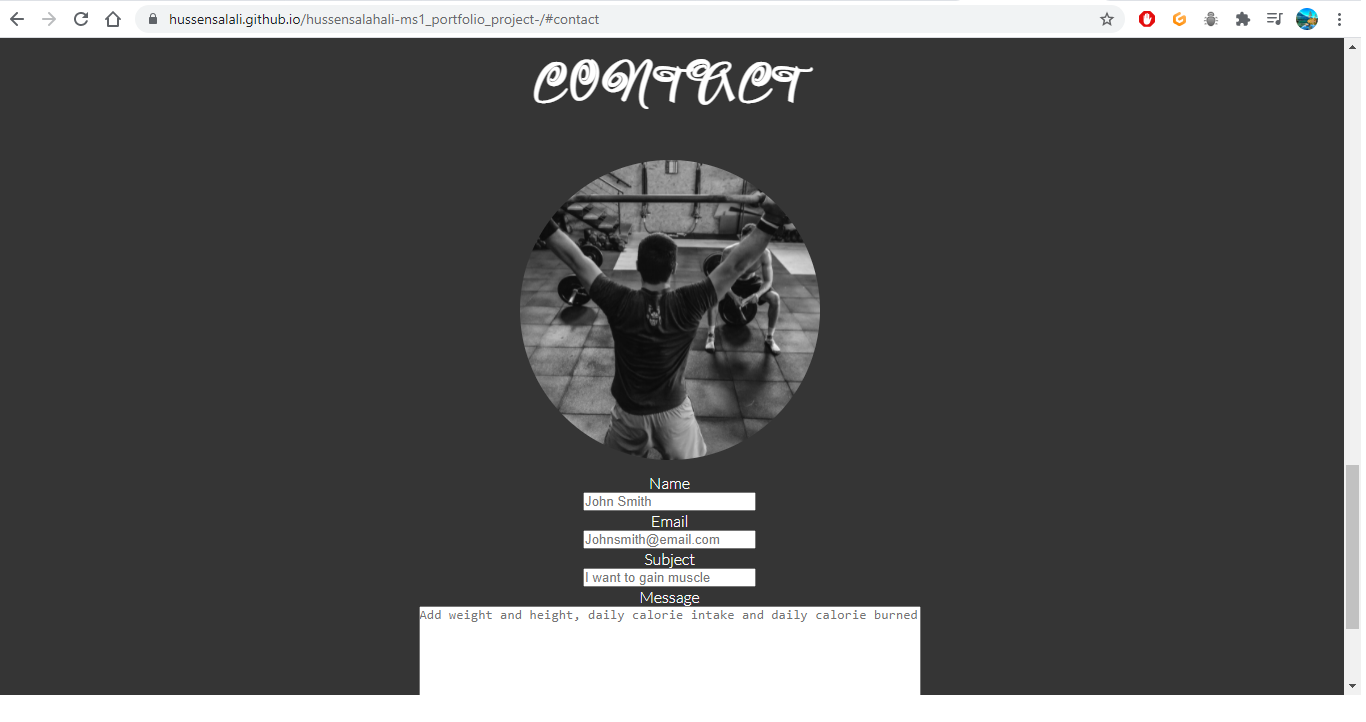 hussensalali.github.io/hussensalahali-ms1_portfolio_project-/#contact
CONTACT
Name
John Smith
Email
Johnsmith@email.com
Subject
I want to gain muscle
Message
Add weight and height, daily calorie intake and daily calorie burned